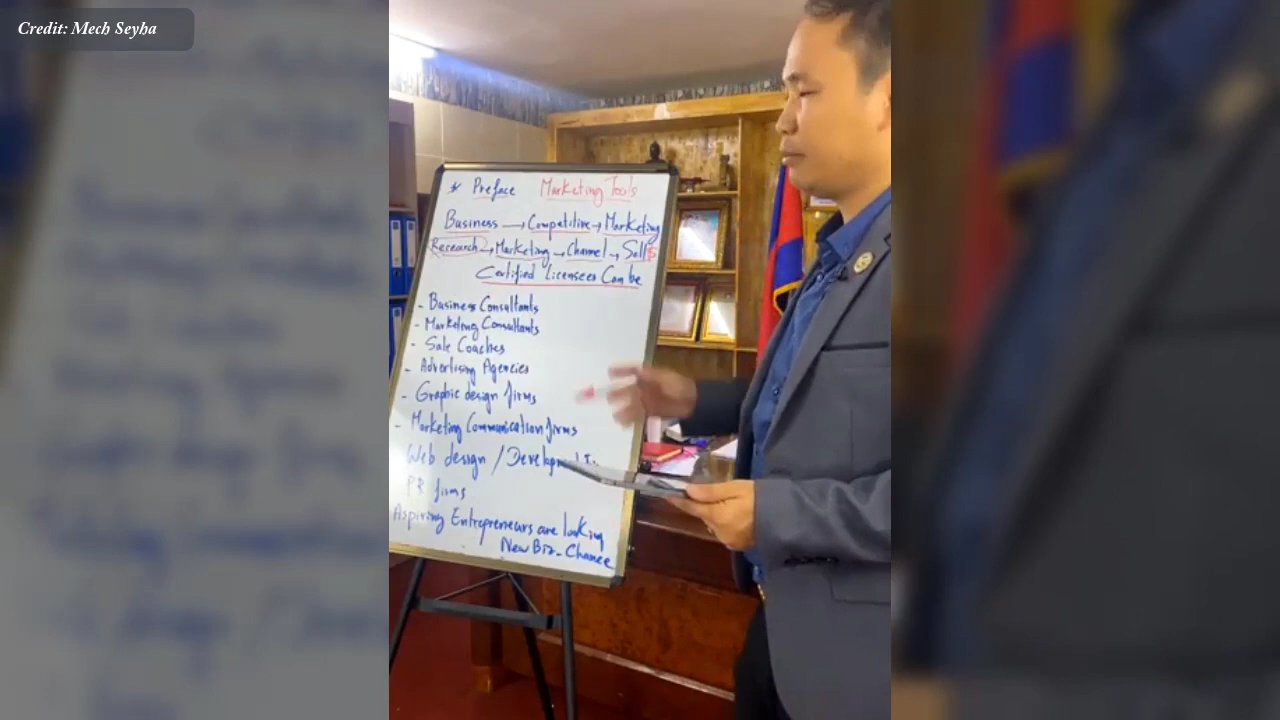 Credit: Mech Seyha
* Preface Marketing Tools
Business → Competitive → Marketing
Research → Marketing → Channel → Sell $
Certified Licensees Can be
- Business Consultants
- Marketing Consultants
- Sale Coaches
- Advertising Agencies
- Graphic design firms
- Marketing Communication firms
Web design /
PR firms
Aspiring Entrepreneurs are looking
New Biz_Chance